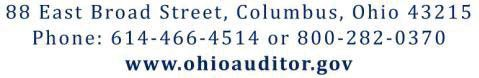 88 East Broad Street, Columbus, Ohio 43215
Phone: 614-466-4514 or 800-282-0370
www.ohioauditor.gov